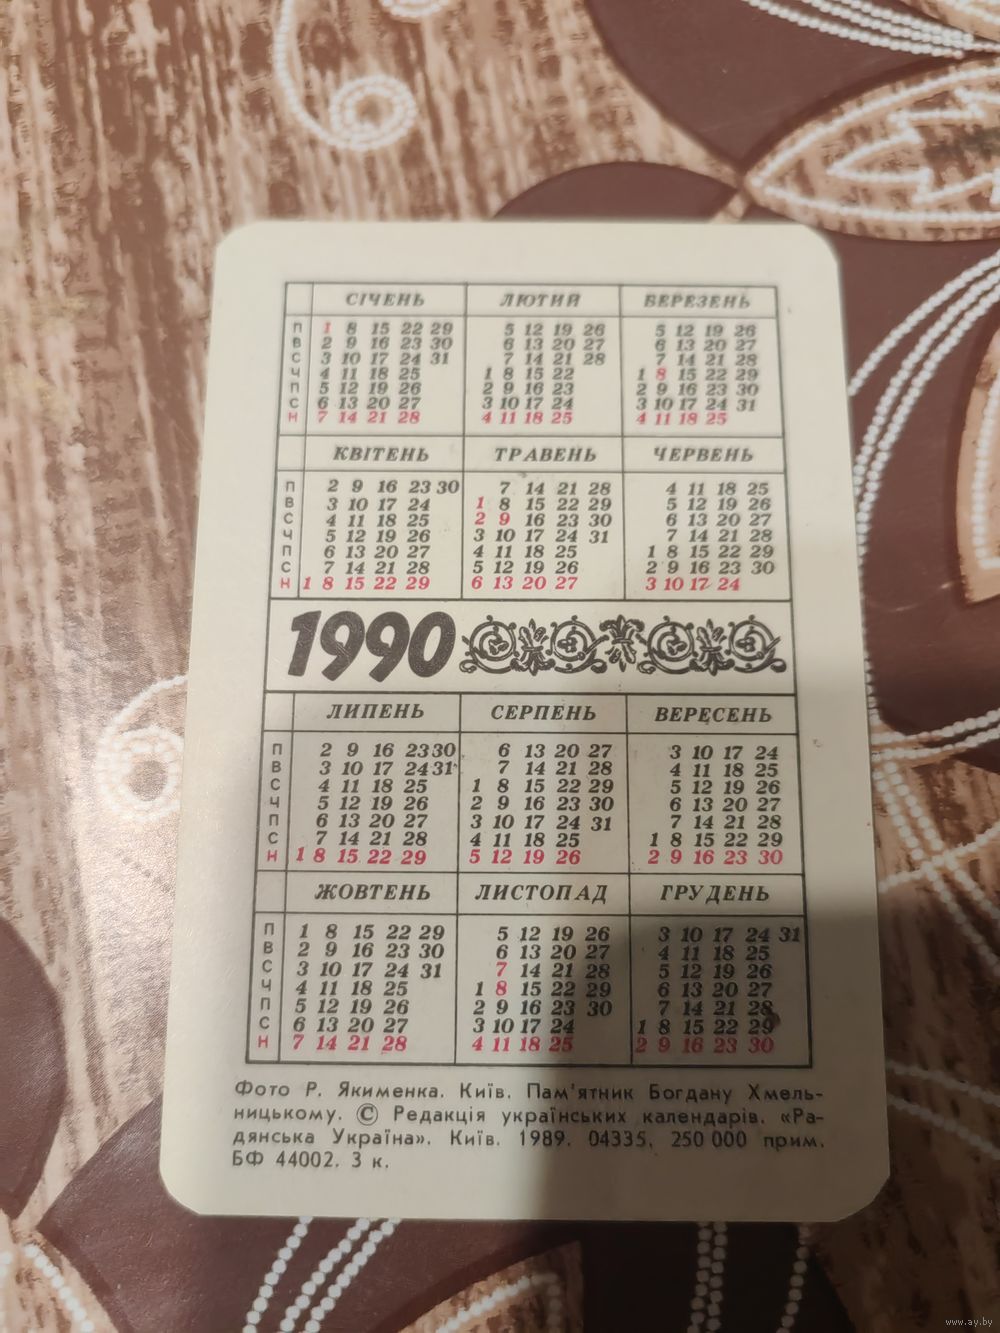 СІЧЕНЬ ЛЮТИЙ БЕРЕЗЕНЬ
П 1 8 15 22 29 5 12 19 26 5 12 19 26
В 2 9 16 23 30 6 13 20 27 6 13 20 27
С 3 10 17 24 31 7 14 21 28 7 14 21 28
Ч 4 11 18 25 1 8 15 22 1 8 15 22 29
П 5 12 19 26 2 9 16 23 2 9 16 23 30
С 6 13 20 27 3 10 17 24 3 10 17 24 31
Н 7 14 21 28 4 11 18 25 4 11 18 25
КВІТЕНЬ ТРАВЕНЬ ЧЕРВЕНЬ
П 2 9 16 23 30 7 14 21 28 4 11 18 25
В 3 10 17 24 1 8 15 22 29 5 12 19 26
С 4 11 18 25 2 9 16 23 30 6 13 20 27
Ч 5 12 19 26 3 10 17 24 31 7 14 21 28
П 6 13 20 27 4 11 18 25 1 8 15 22 29
С 7 14 21 28 5 12 19 26 2 9 16 23 30
Н 1 8 15 22 29 6 13 20 27 3 10 17 24
1990
ЛИПЕНЬ СЕРПЕНЬ ВЕРЕСЕНЬ
П 2 9 16 23 30 6 13 20 27 3 10 17 24
В 3 10 17 24 31 7 14 21 28 4 11 18 25
С 4 11 18 25 1 8 15 22 29 5 12 19 26
Ч 5 12 19 26 2 9 16 23 30 6 13 20 27
П 6 13 20 27 3 10 17 24 31 7 14 21 28
С 7 14 21 28 4 11 18 25 1 8 15 22 29
Н 1 8 15 22 29 5 12 19 26 2 9 16 23 30
ЖОВТЕНЬ ЛИСТОПАД ГРУДЕНЬ
П 1 8 15 22 29 5 12 19 26 3 10 17 24 31
В 2 9 16 23 30 6 13 20 27 4 11 18 25
С 3 10 17 24 31 7 14 21 28 5 12 19 26
Ч 4 11 18 25 1 8 15 22 29 6 13 20 27
П 5 12 19 26 2 9 16 23 30 7 14 21 28
С 6 13 20 27 3 10 17 24 1 8 15 22 29
Н 7 14 21 28 4 11 18 25 2 9 16 23 30
Фото Р. Якименка. Київ. Пам'ятник Богдану Хмель-
ницькому. © Редакція українських календарів. «Ра-
дянська Україна». Київ. 1989. 04335. 250 000 прим.
БФ 44002. 3 к.
www.ay.by